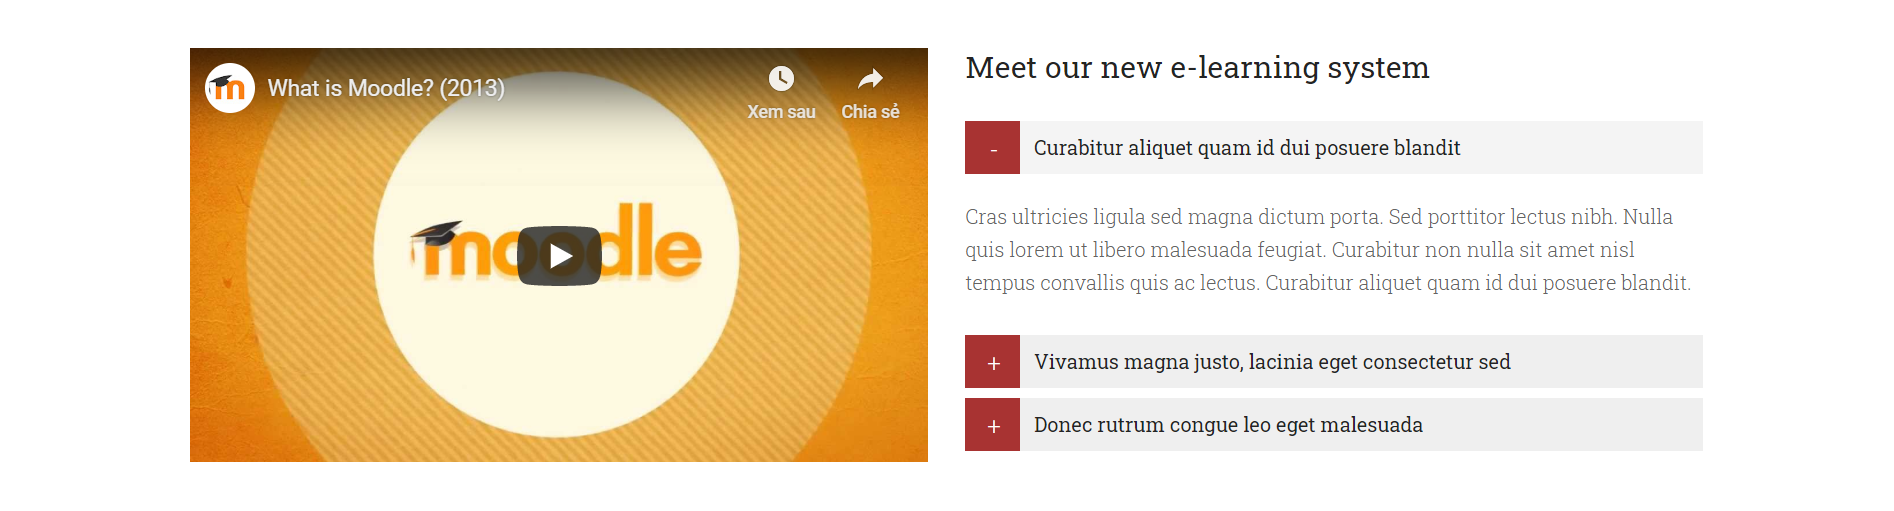 What is Moodle? (2013)
Xem sau
Chia sẻ
moodle
Meet our new e-learning system
- Curabitur aliquet quam id dui posuere blandit
Cras ultricies ligula sed magna dictum porta. Sed porttitor lectus nibh. Nulla
quis lorem ut libero malesuada feugiat. Curabitur non nulla sit amet nisl
tempus convallis quis ac lectus. Curabitur aliquet quam id dui posuere blandit.
+ Vivamus magna justo, lacinia eget consectetur sed
+ Donec rutrum congue leo eget malesuada